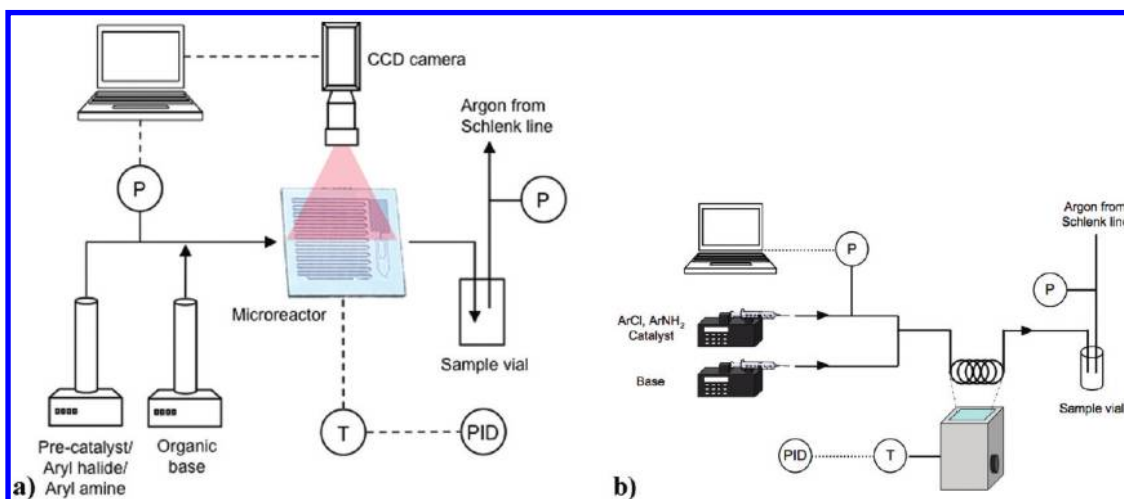 CCD camera
Argon from
Schlenk line
P
P
Microreactor
Sample vial
T
PID
Pre-catalyst/
Aryl halide/
Aryl amine
Organic
base
a)
Argon from
Schlenk line
P
P
ArCl, ArNH₂
Catalyst
Base
Sample vial
PID
T
b)